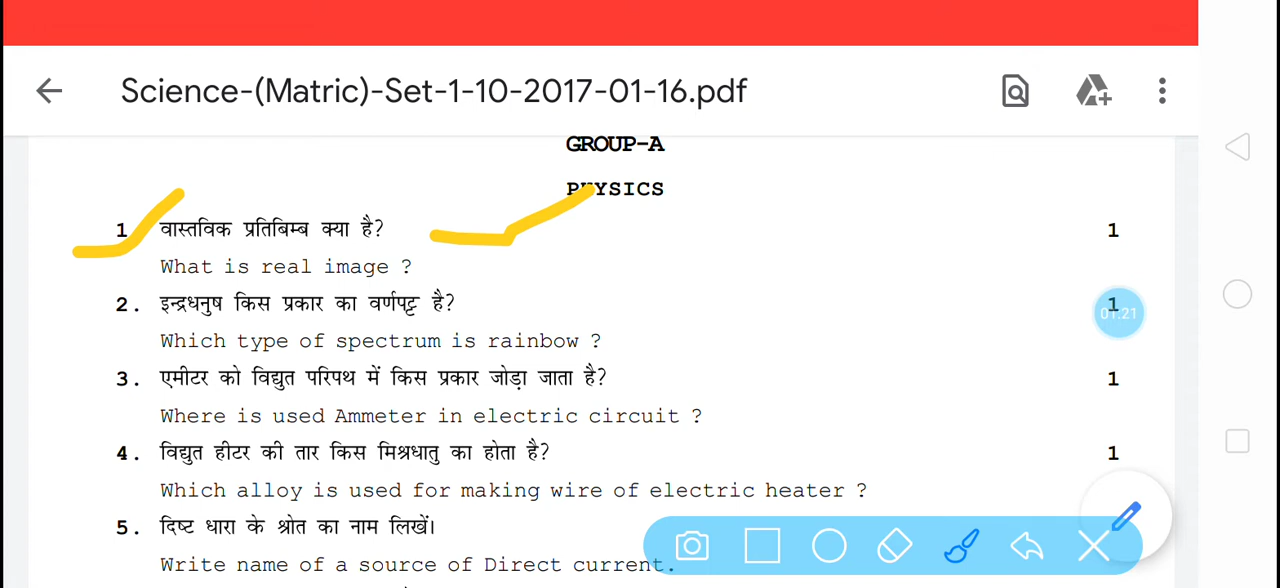 Science-(Matric)-Set-1-10-2017-01-16.pdf
GROUP-A
PHYSICS
1 वास्तविक प्रतिबिम्ब क्या है? 1
What is real image ?
2. इन्द्रधनुष किस प्रकार का वर्णपट्ट है? 1
01:21
Which type of spectrum is rainbow ?
3. एमीटर को विद्युत परिपथ में किस प्रकार जोड़ा जाता है? 1
Where is used Ammeter in electric circuit ?
4. विद्युत हीटर की तार किस मिश्रधातु का होता है? 1
Which alloy is used for making wire of electric heater ?
5. दिष्ट धारा के श्रोत का नाम लिखें।
Write name of a source of Direct current.